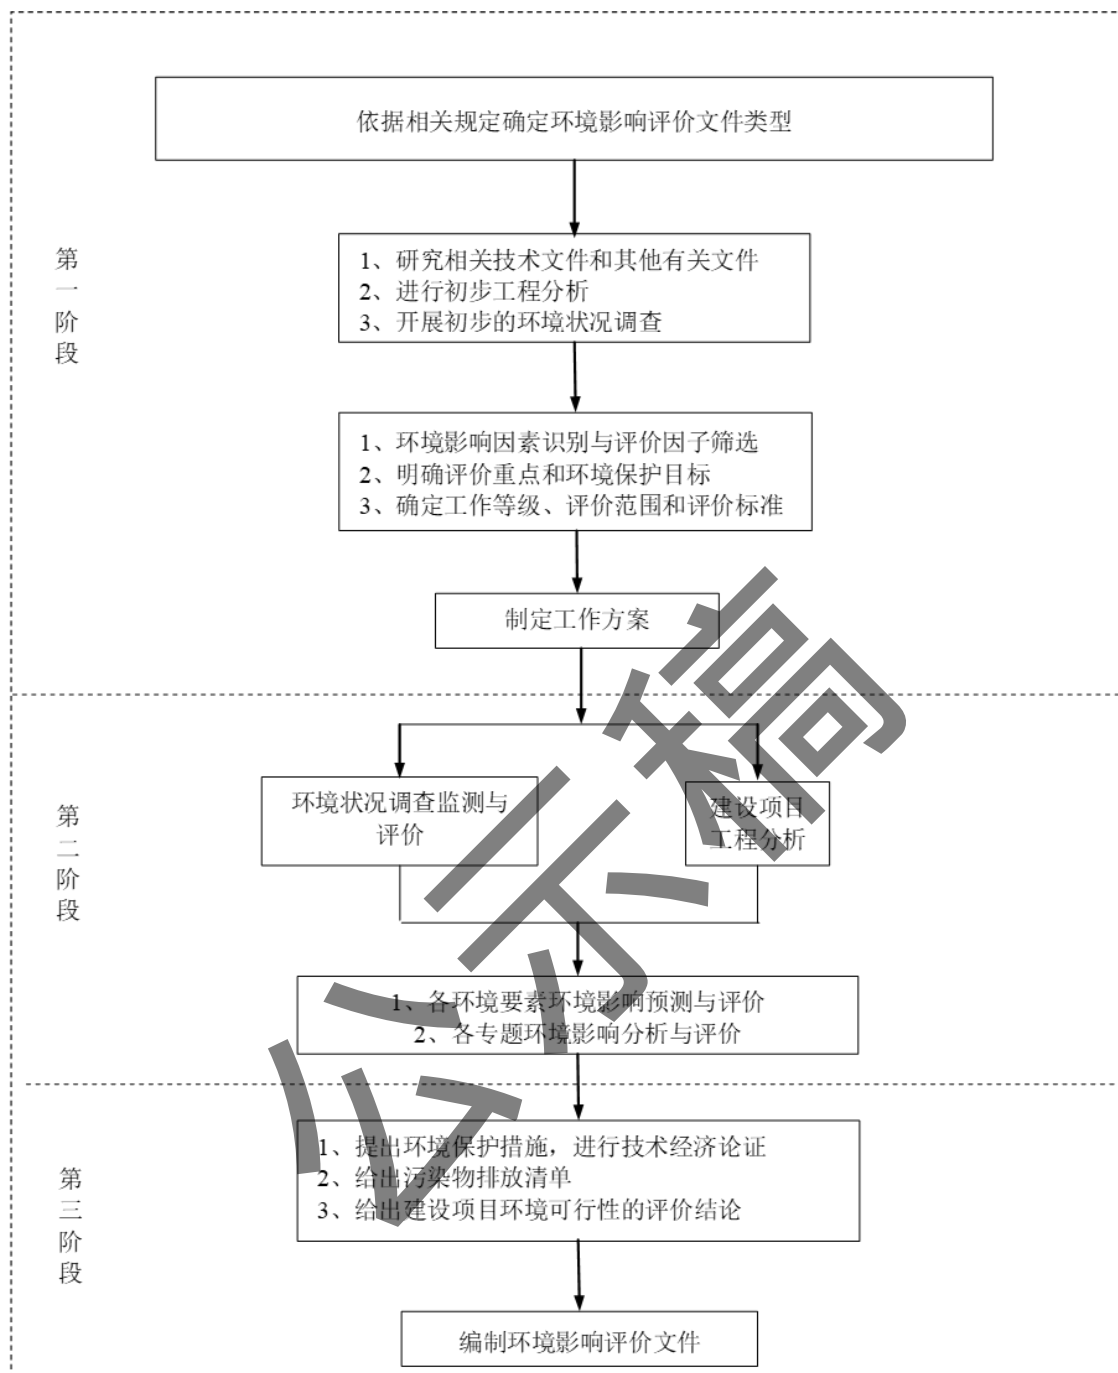 依据相关规定确定环境影响评价文件类型
第一阶段
1、研究相关技术文件和其他有关文件
2、进行初步工程分析
3、开展初步的环境状况调查
1、环境影响因素识别与评价因子筛选
2、明确评价重点和环境保护目标
3、确定工作等级、评价范围和评价标准
制定工作方案
第二阶段
环境状况调查监测与
评价
建设项目
工程分析
1、各环境要素环境影响预测与评价
2、各专题环境影响分析与评价
第三阶段
1、提出环境保护措施，进行技术经济论证
2、给出污染物排放清单
3、给出建设项目环境可行性的评价结论
编制环境影响评价文件
公示稿